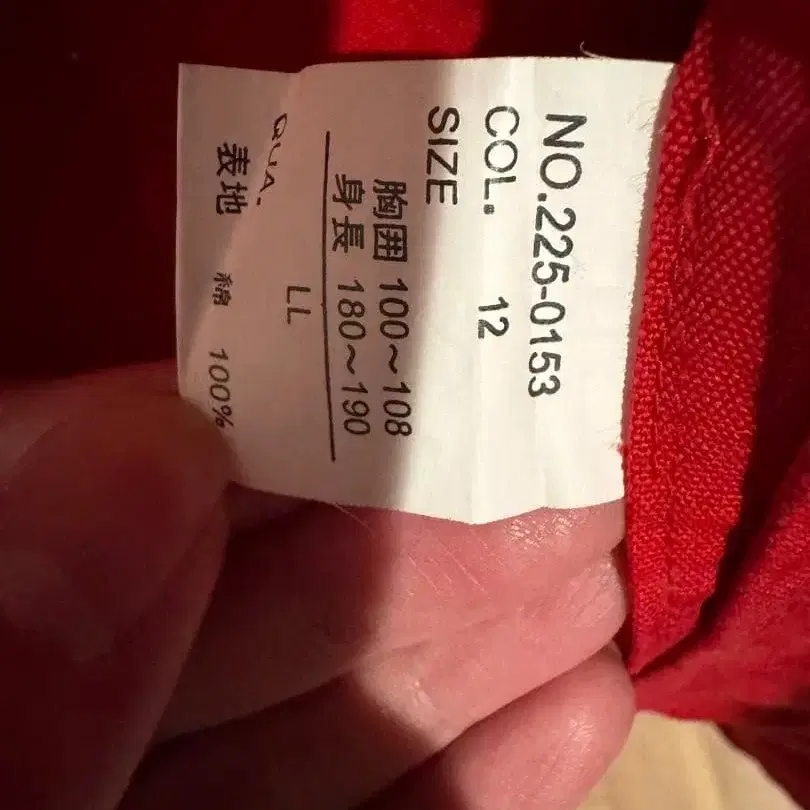 NO.225-0153
COL. 12
SIZE
胸囲 100～108
身長 180～190
LL
QUA.
表地 綿 100%